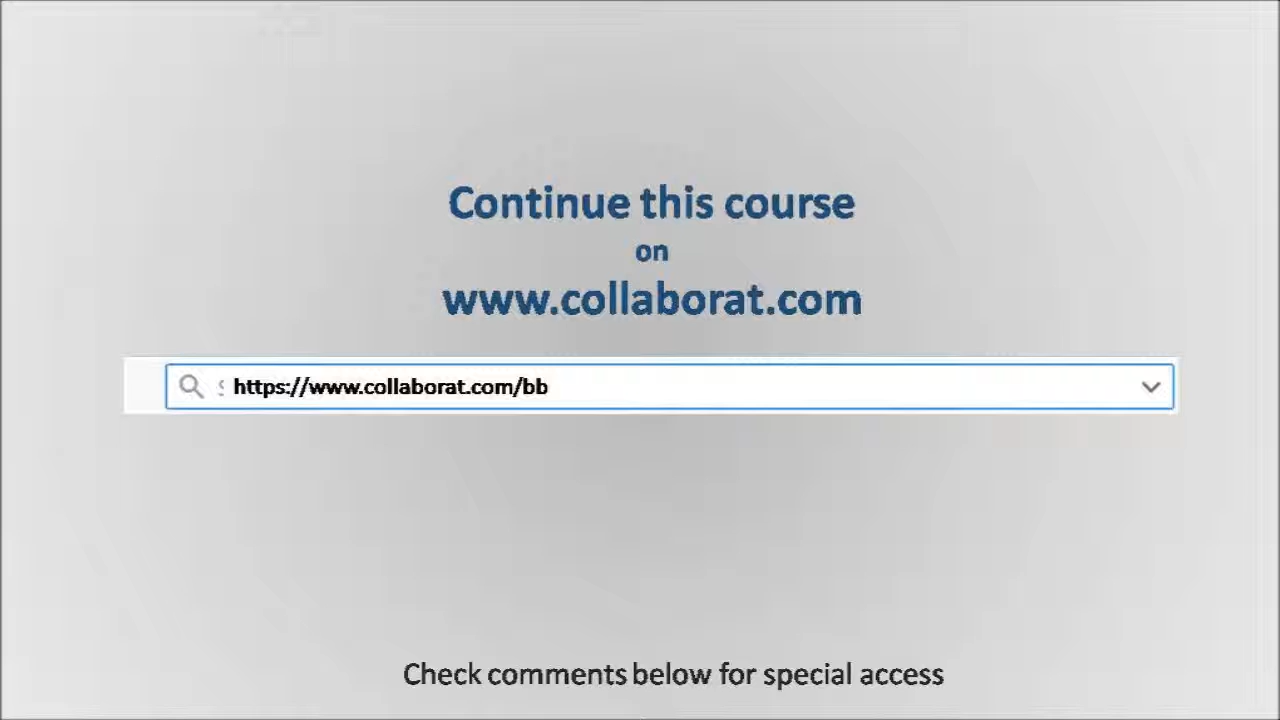 Continue this course
on
www.collaborat.com
https://www.collaborat.com/bb
Check comments below for special access